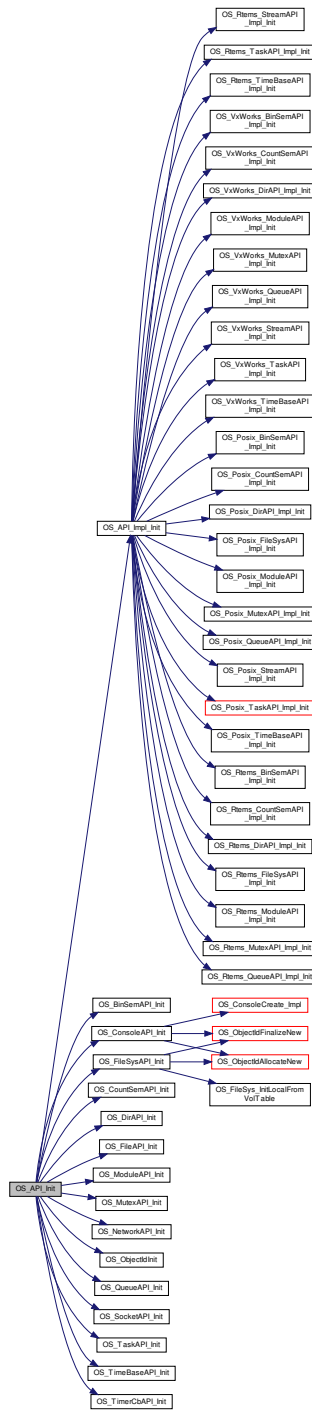 OS_Rtems_StreamAPI
_Impl_Init
OS_Rtems_TaskAPI_Impl_Init
OS_Rtems_TimeBaseAPI
_Impl_Init
OS_VxWorks_BinSemAPI
_Impl_Init
OS_VxWorks_CountSemAPI
_Impl_Init
OS_VxWorks_DirAPI_Impl_Init
OS_VxWorks_ModuleAPI
_Impl_Init
OS_VxWorks_MutexAPI
_Impl_Init
OS_VxWorks_QueueAPI
_Impl_Init
OS_VxWorks_StreamAPI
_Impl_Init
OS_VxWorks_TaskAPI
_Impl_Init
OS_VxWorks_TimeBaseAPI
_Impl_Init
OS_Posix_BinSemAPI
_Impl_Init
OS_Posix_CountSemAPI
_Impl_Init
OS_Posix_DirAPI_Impl_Init
OS_API_Impl_Init
OS_Posix_FileSysAPI
_Impl_Init
OS_Posix_ModuleAPI
_Impl_Init
OS_Posix_MutexAPI_Impl_Init
OS_Posix_QueueAPI_Impl_Init
OS_Posix_StreamAPI
_Impl_Init
OS_Posix_TaskAPI_Impl_Init
OS_Posix_TimeBaseAPI
_Impl_Init
OS_Rtems_BinSemAPI
_Impl_Init
OS_Rtems_CountSemAPI
_Impl_Init
OS_Rtems_DirAPI_Impl_Init
OS_Rtems_FileSysAPI
_Impl_Init
OS_Rtems_ModuleAPI
_Impl_Init
OS_Rtems_MutexAPI_Impl_Init
OS_Rtems_QueueAPI_Impl_Init
OS_BinSemAPI_Init
OS_ConsoleCreate_Impl
OS_ConsoleAPI_Init
OS_ObjectIdFinalizeNew
OS_FileSysAPI_Init
OS_ObjectIdAllocateNew
OS_CountSemAPI_Init
OS_FileSys_InitLocalFrom
VolTable
OS_DirAPI_Init
OS_FileAPI_Init
OS_ModuleAPI_Init
OS_API_Init
OS_MutexAPI_Init
OS_NetworkAPI_Init
OS_ObjectIdInit
OS_QueueAPI_Init
OS_SocketAPI_Init
OS_TaskAPI_Init
OS_TimeBaseAPI_Init
OS_TimerCbAPI_Init